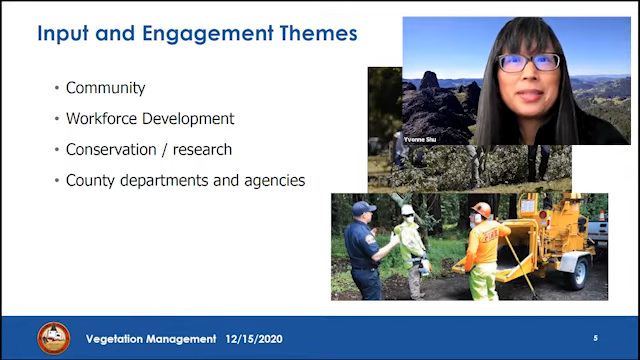 Input and Engagement Themes
Yvonne Shu
• Community
• Workforce Development
• Conservation / research
• County departments and agencies
FIRE
Vegetation Management 12/15/2020
5